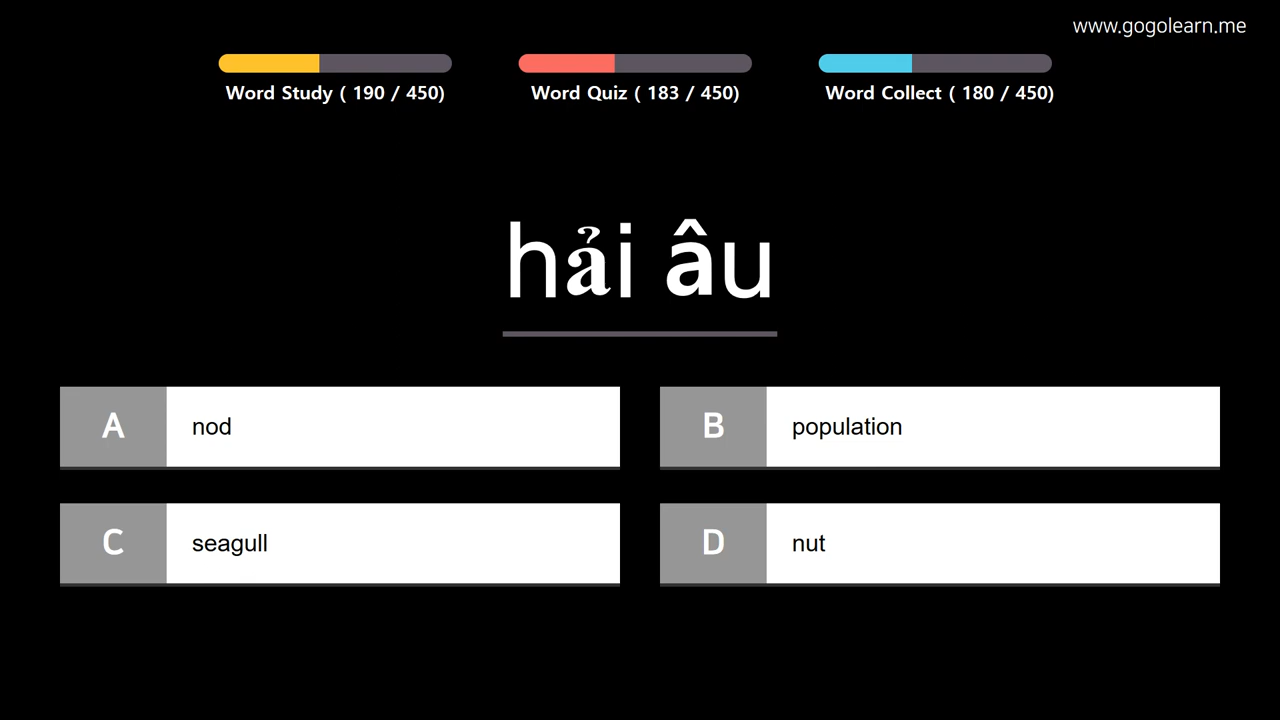 www.gogolearn.me
Word Study ( 190 / 450)
Word Quiz ( 183 / 450)
Word Collect ( 180 / 450)
hải âu
A nod
B population
C seagull
D nut